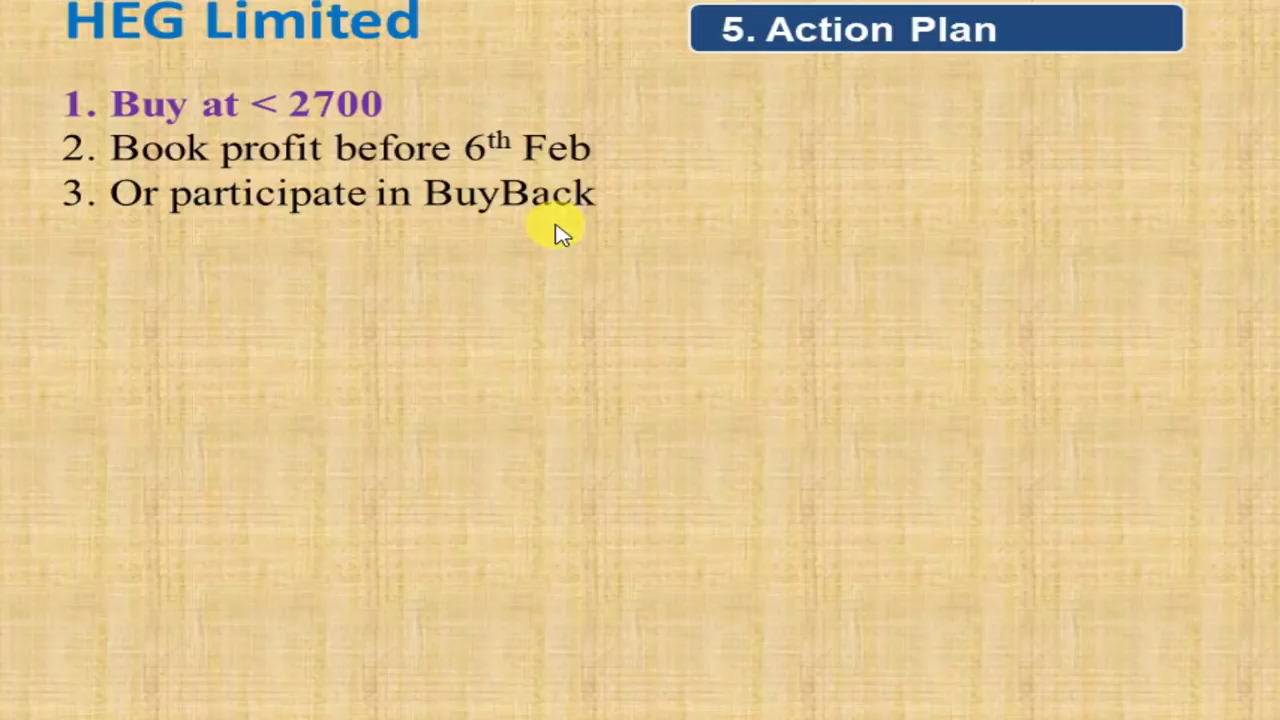 HEG Limited
5. Action Plan
1. Buy at < 2700
2. Book profit before 6th Feb
3. Or participate in BuyBack